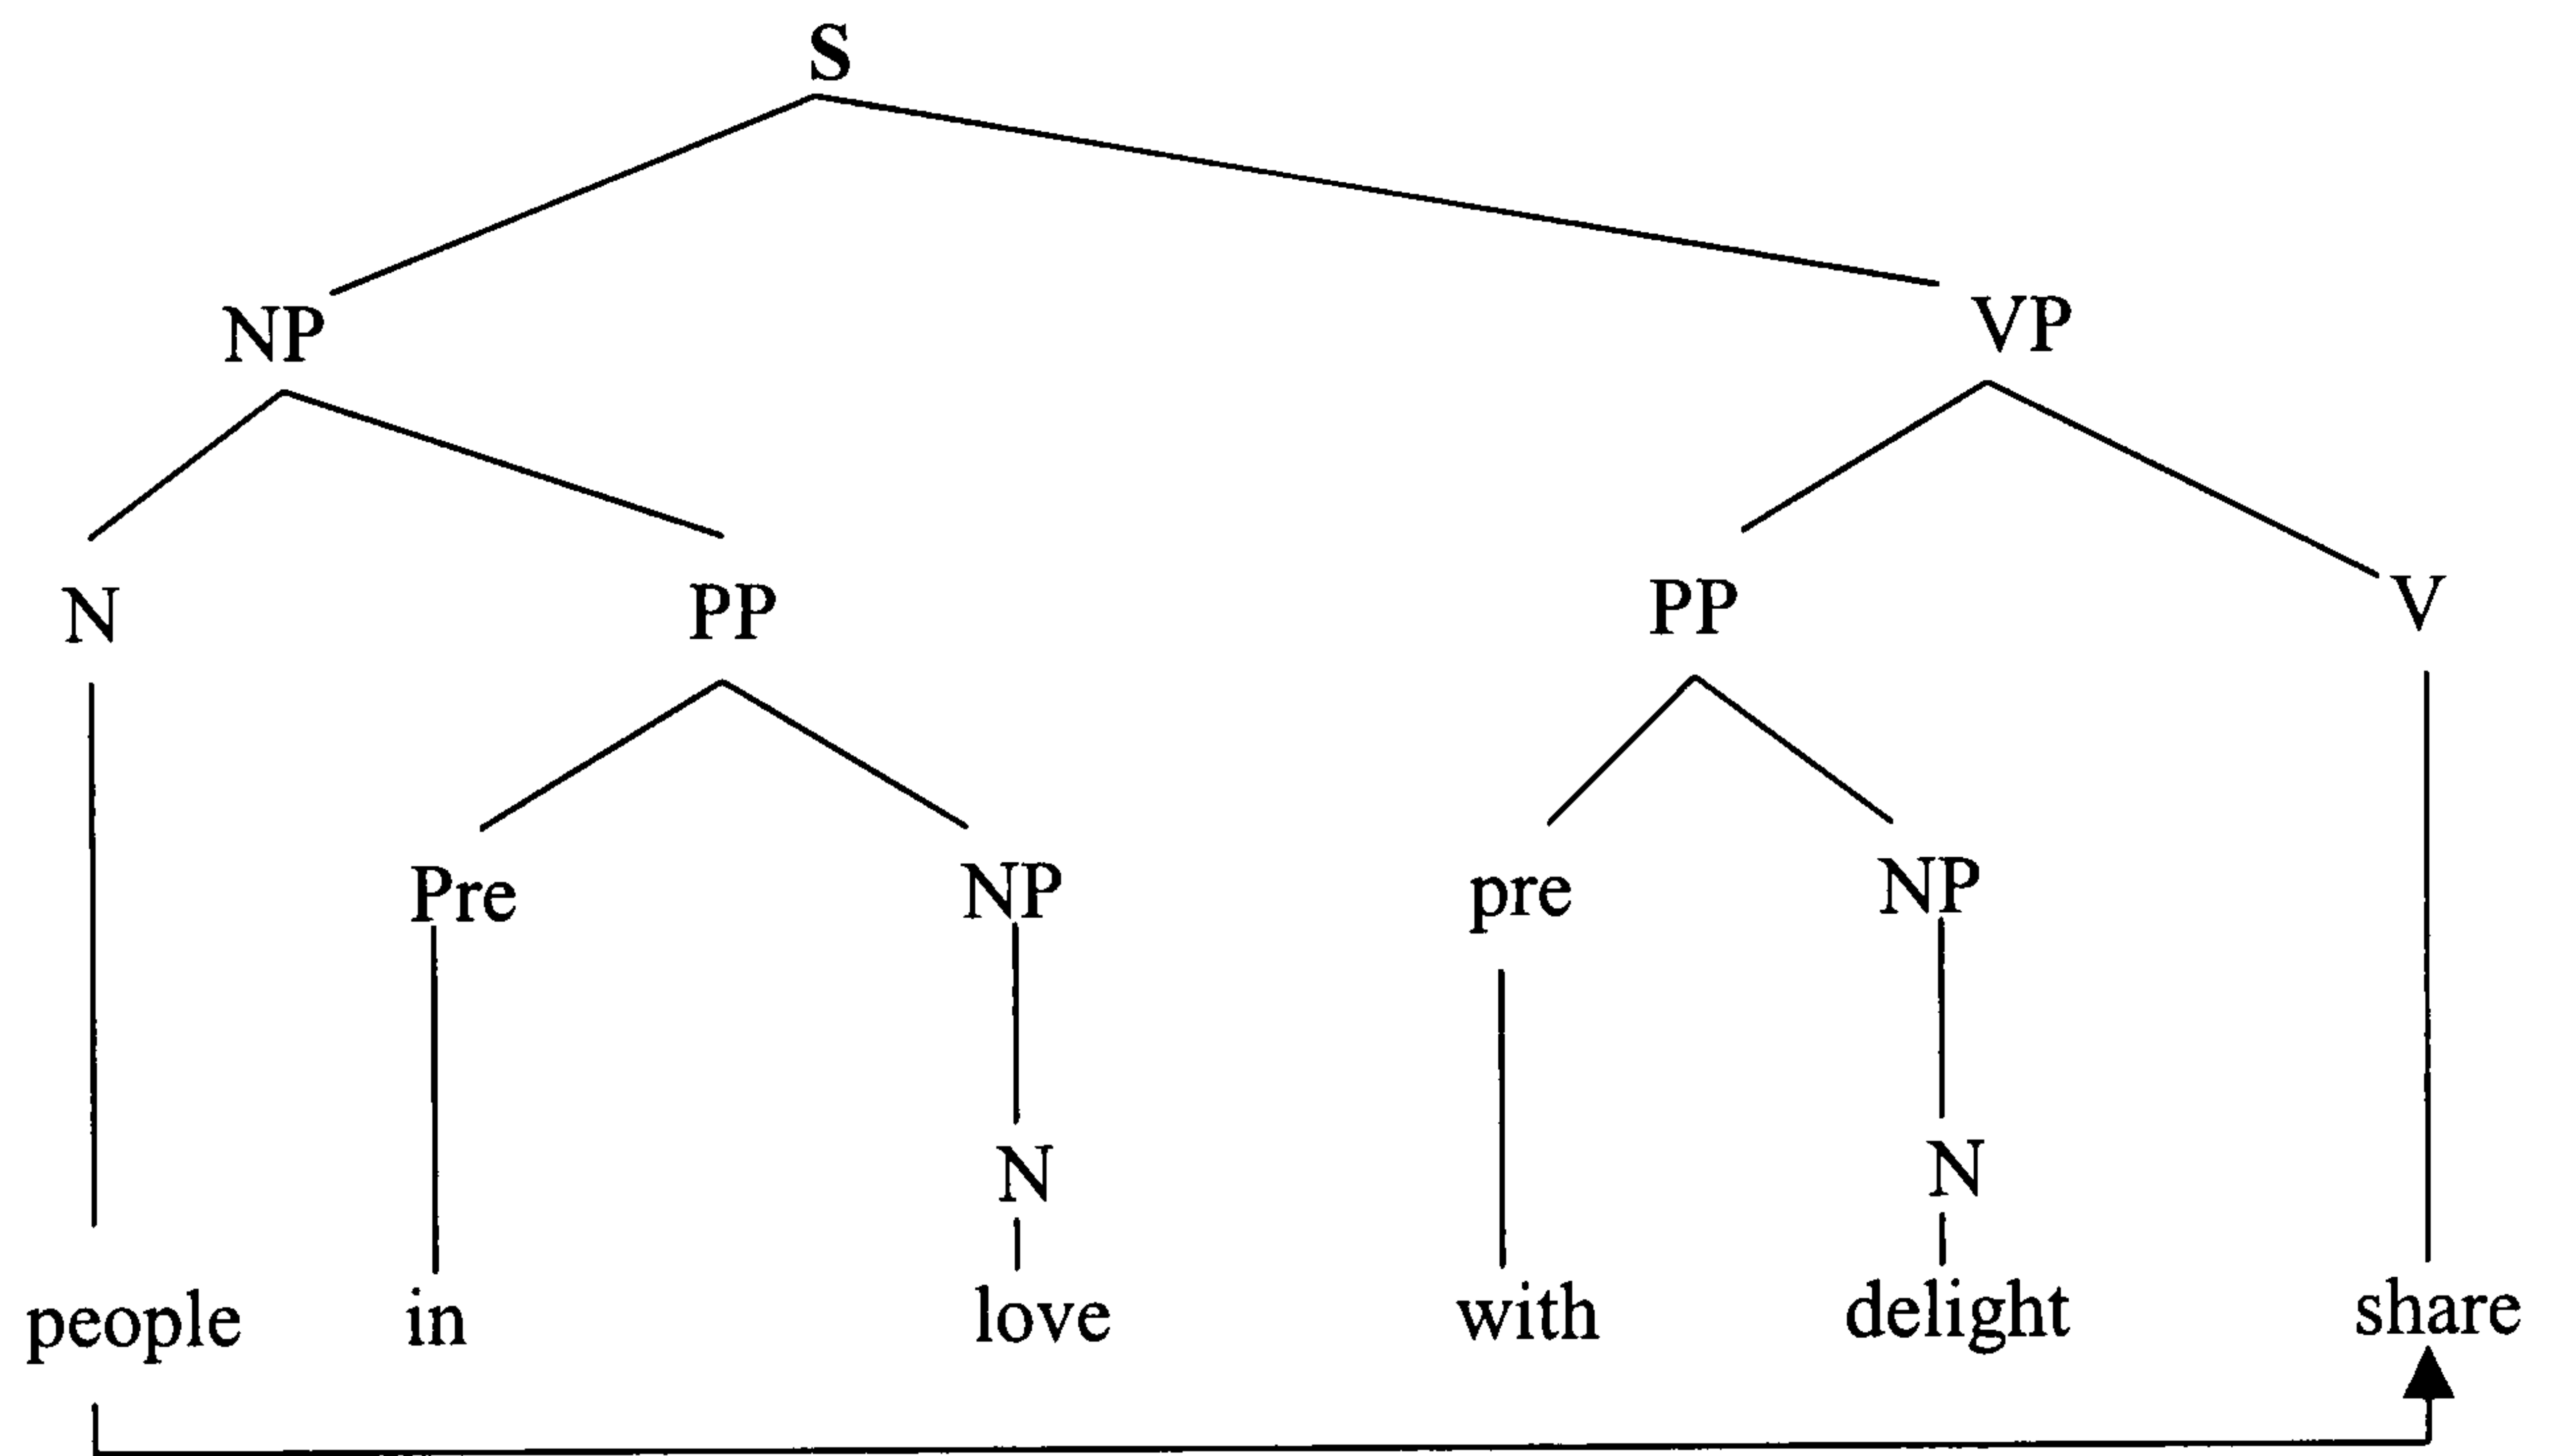 S
NP VP
N PP PP V
Pre NP pre NP
N N
people in love with delight share